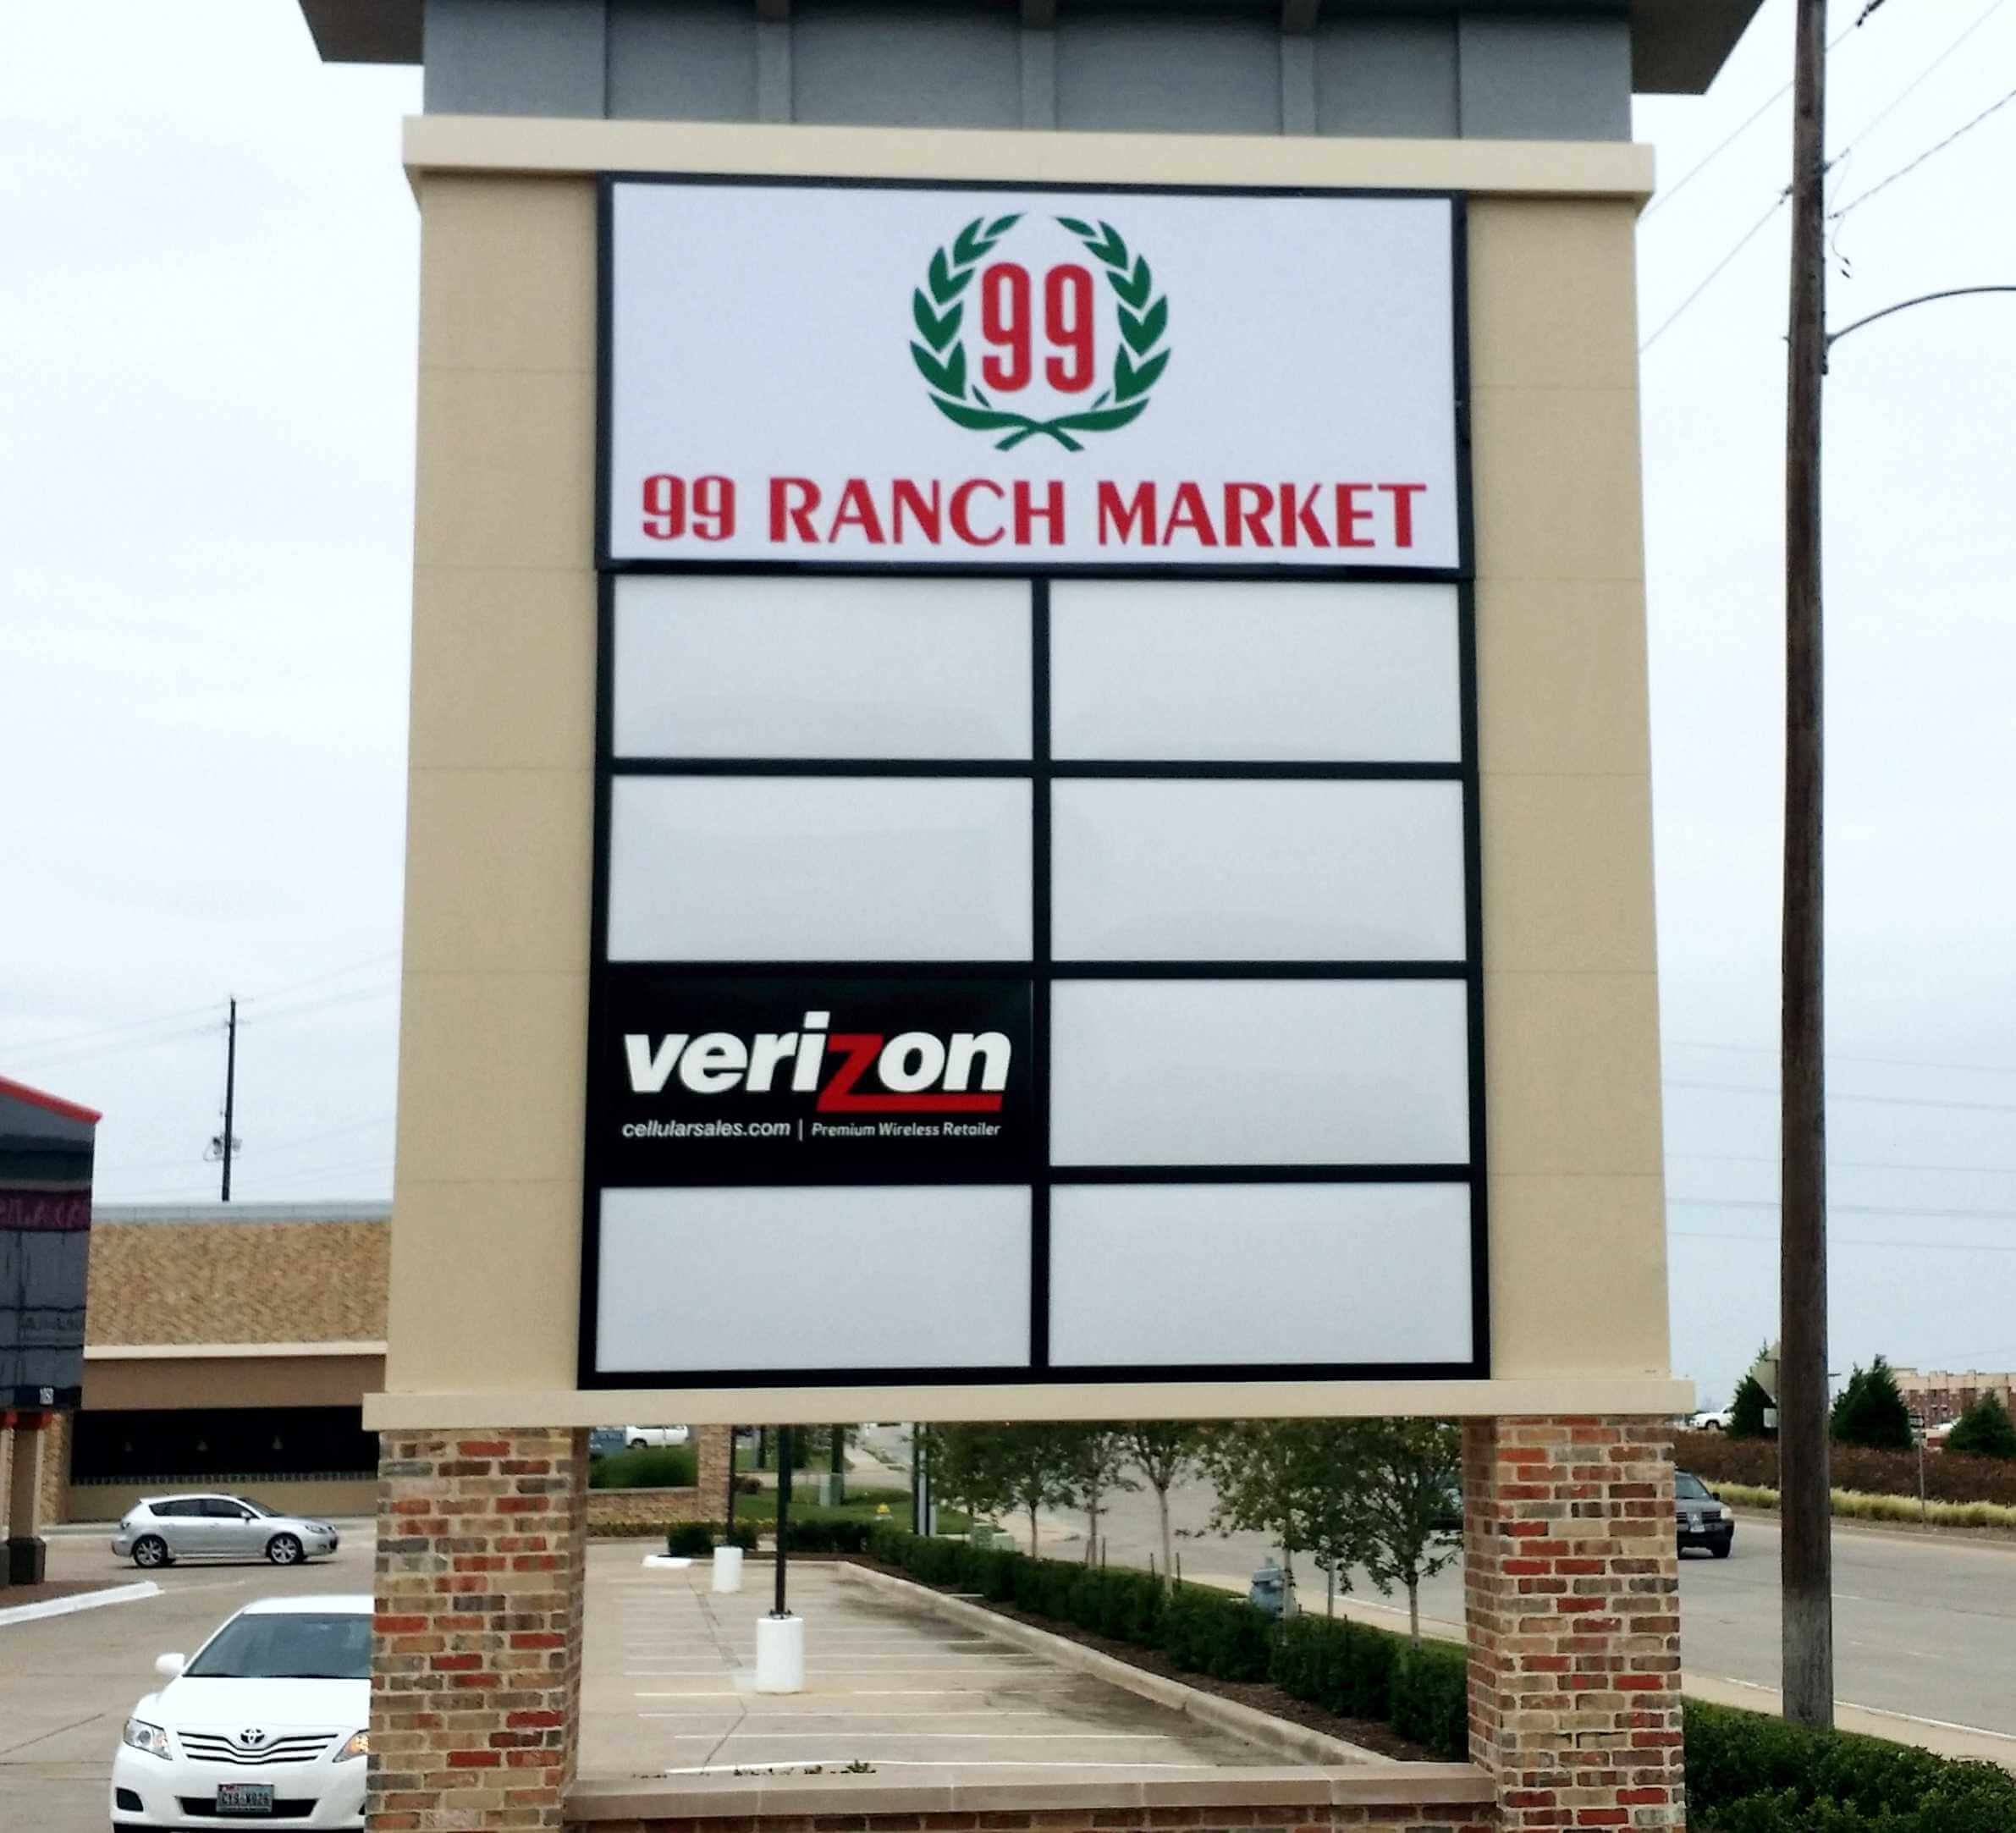 99
99 RANCH MARKET
verizon
cellularsales.com | Premium Wireless Retailer